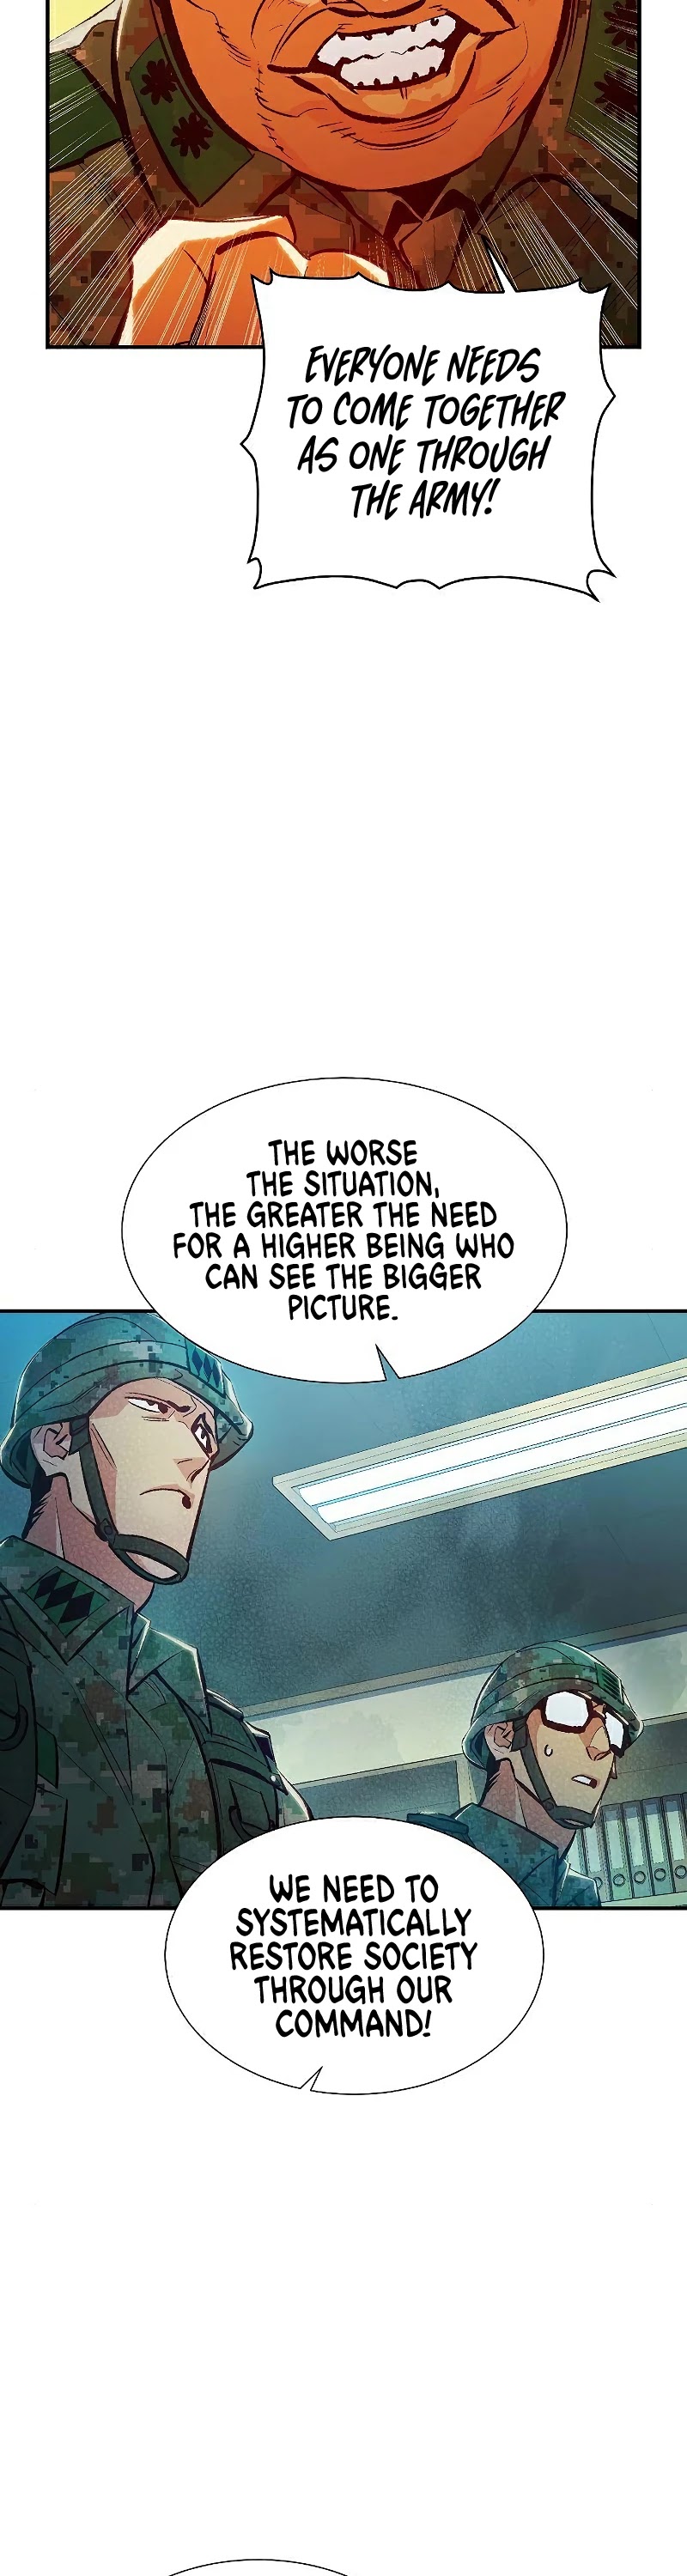 EVERYONE NEEDS
TO COME TOGETHER
AS ONE THROUGH
THE ARMY!
THE WORSE
THE SITUATION,
THE GREATER THE NEED
FOR A HIGHER BEING WHO
CAN SEE THE BIGGER
PICTURE.
WE NEED TO
SYSTEMATICALLY
RESTORE SOCIETY
THROUGH OUR
COMMAND!